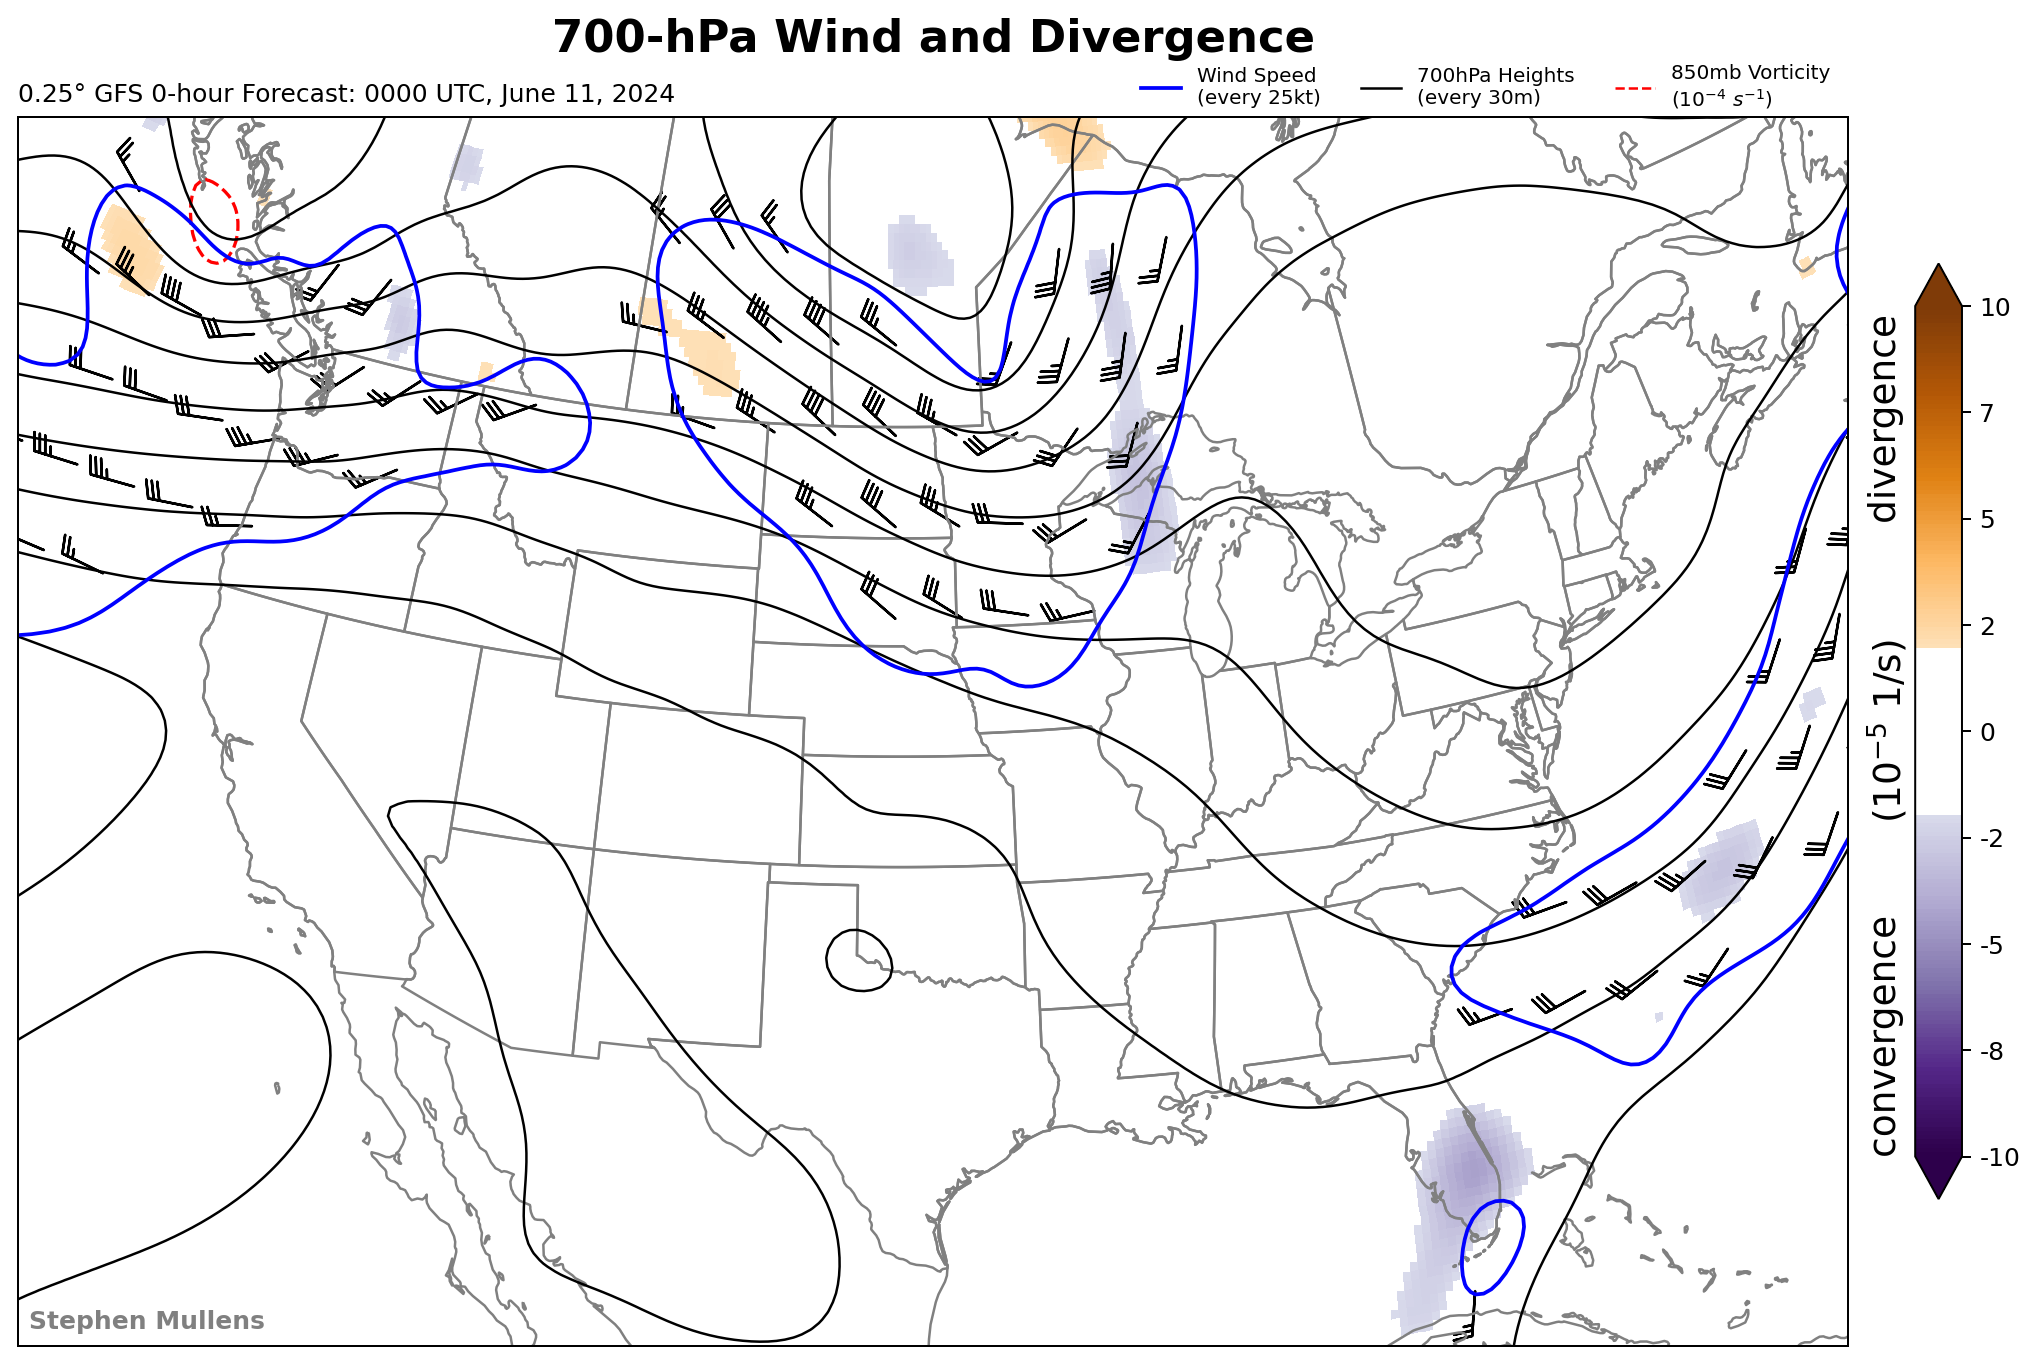 700-hPa Wind and Divergence
0.25° GFS 0-hour Forecast: 0000 UTC, June 11, 2024
Wind Speed
(every 25kt)
700hPa Heights
(every 30m)
850mb Vorticity
(10⁻⁴ s⁻¹)
10
7
5
2
0
-2
-5
-8
-10
convergence (10⁻⁵ 1/s) divergence
Stephen Mullens